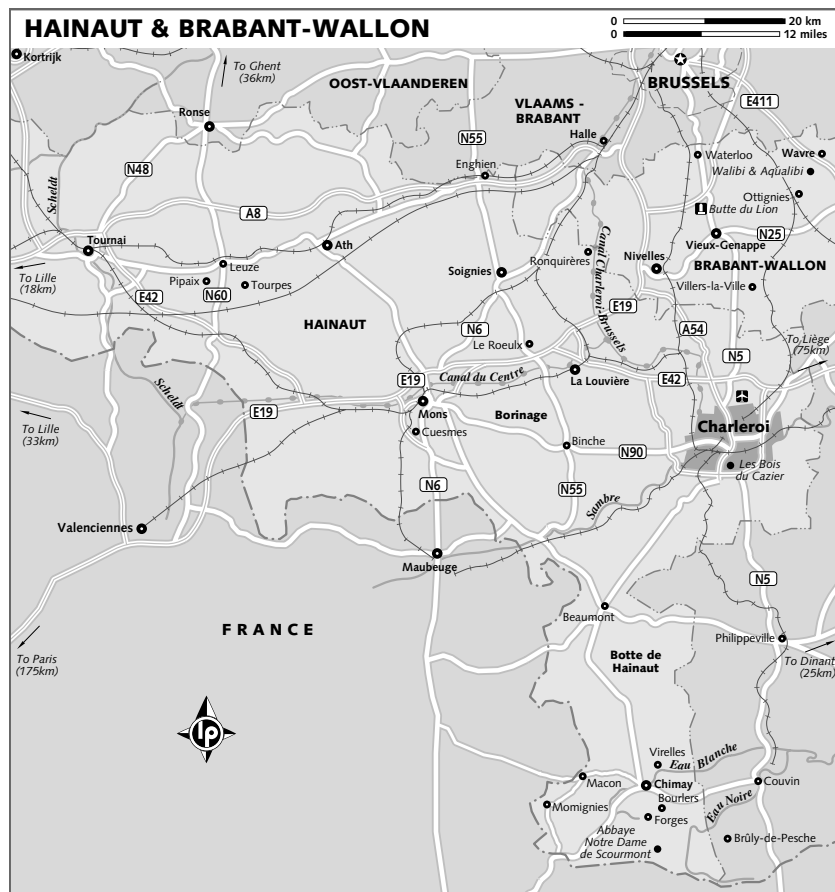 HAINAUT & BRABANT-WALLON
0 20 km
0 12 miles
Kortrijk
To Ghent
(36km)
OOST-VLAANDEREN
BRUSSELS
E411
VLAAMS -
BRABANT
Ronse
N55
Halle
Waterloo
Wavre
Walibi & Aqualibi
Enghien
N48
Scheldt
Ottignies
A8
Butte du Lion
Tournai
Ath
Canal Charleroi-Brussels
N25
Vieux-Genappe
Ronquières
Nivelles
BRABANT-WALLON
To Lille
(18km)
Leuze
Soignies
Pipaix
Tourpes
Villers-la-Ville
E42
N60
E19
HAINAUT
N6
A54
Le Roeulx
N5
To Liège
(75km)
Canal du Centre
La Louvière
E42
E19
Scheldt
Mons
E19
Borinage
Charleroi
To Lille
(33km)
Cuesmes
Binche
N90
Les Bois
du Cazier
N6
N55
Sambre
Valenciennes
Maubeuge
N5
Beaumont
FRANCE
Philippeville
Botte de
Hainaut
To Paris
(175km)
To Dinant
(25km)
lp
Virelles
Eau Blanche
Macon
Chimay
Couvin
Momignies
Bourlers
Eau Noire
Forges
Abbaye
Notre Dame
de Scourmont
Brûly-de-Pesche